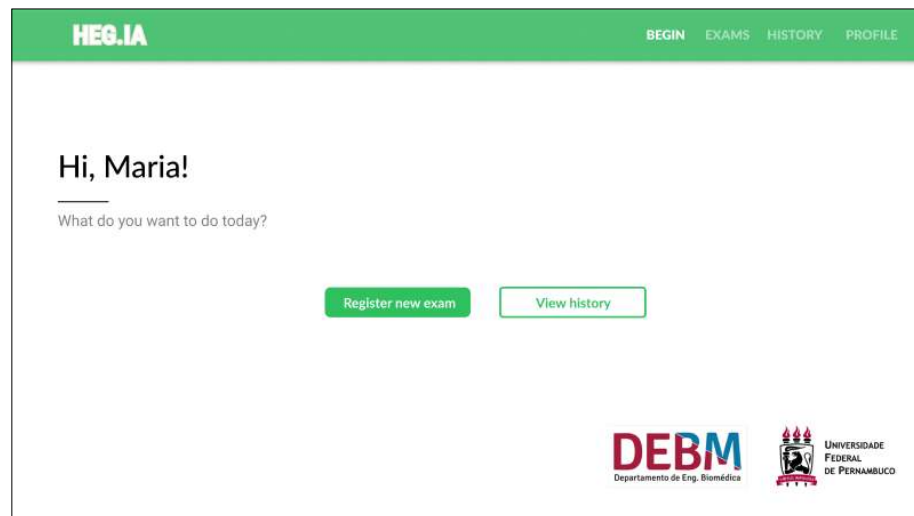 HEG.IA
BEGIN EXAMS HISTORY PROFILE
Hi, Maria!
What do you want to do today?
Register new exam View history
DEBM
Departamento de Eng. Biomédica
UNIVERSIDADE
FEDERAL
DE PERNAMBUCO